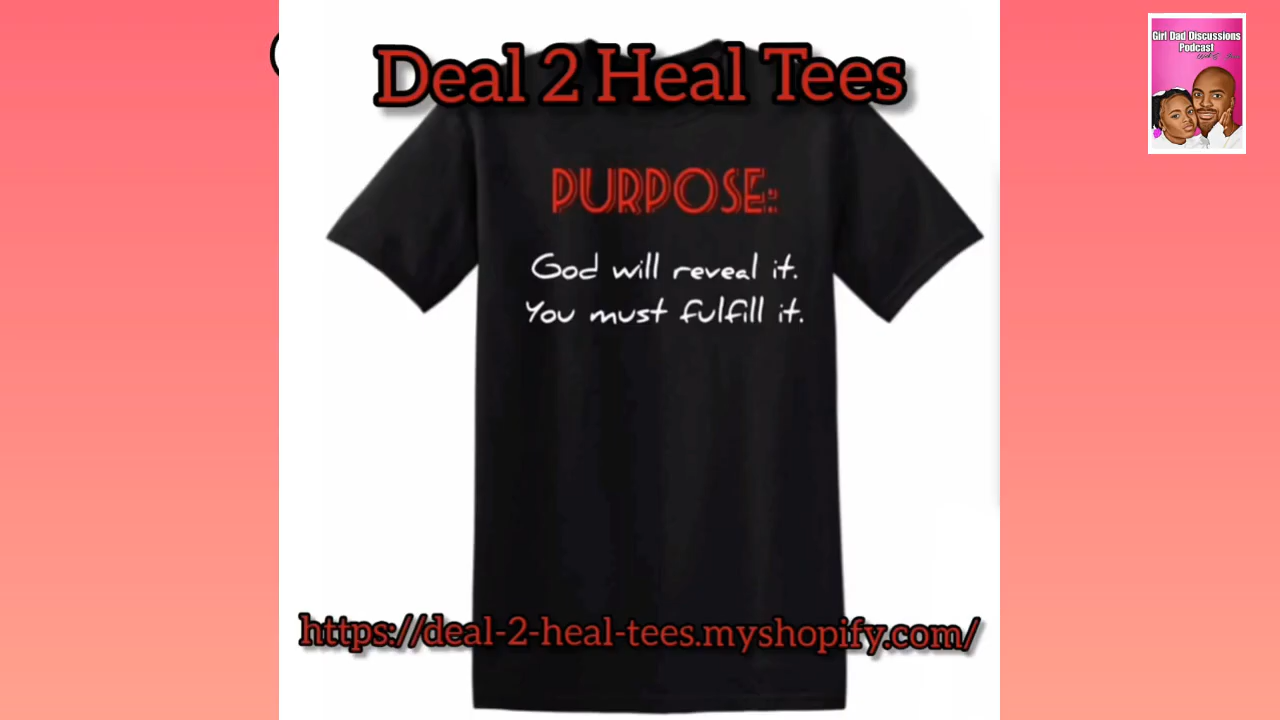 Deal 2 Heal Tees
PURPOSE:
God will reveal it.
You must fulfill it.
https://deal-2-heal-tees.myshopify.com/
Girl Dad Discussions
Podcast